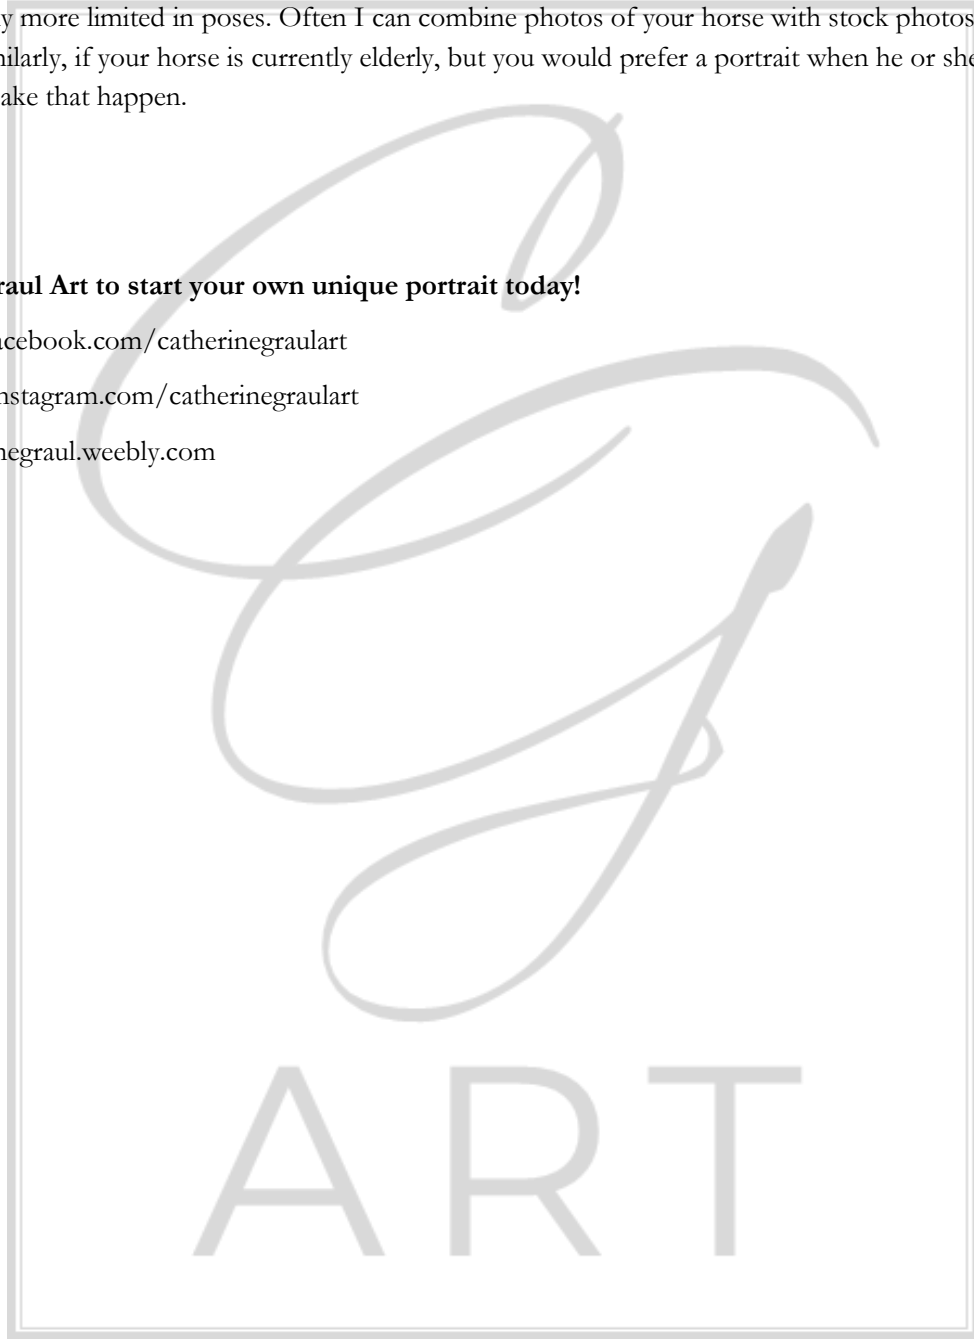 y more limited in poses. Often I can combine photos of your horse with stock photos
nilarly, if your horse is currently elderly, but you would prefer a portrait when he or she
ake that happen.
raul Art to start your own unique portrait today!
acebook.com/catherinegraulart
nstagram.com/catherinegraulart
negraul.weebly.com
CG
ART